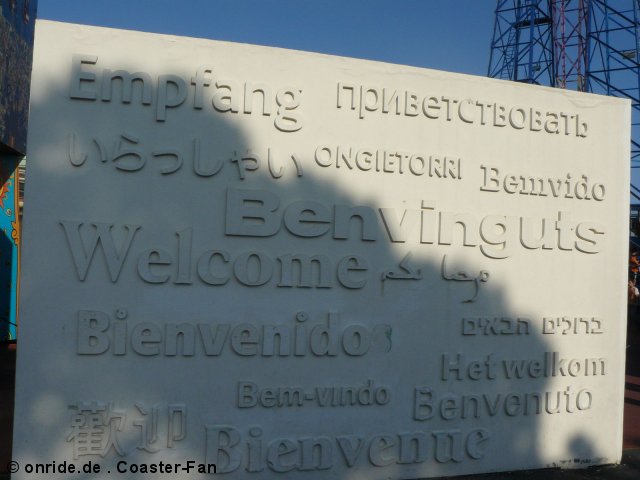 Empfang приветствовать
いらっしゃい ONGIETORRI Bemvido
Benvinguts
Welcome مرحبا بكم
Bienvenidos ברוכים הבאים
Het welkom
Bem-vindo Benvenuto
歡迎 Bienvenue
© onride.de . Coaster-Fan